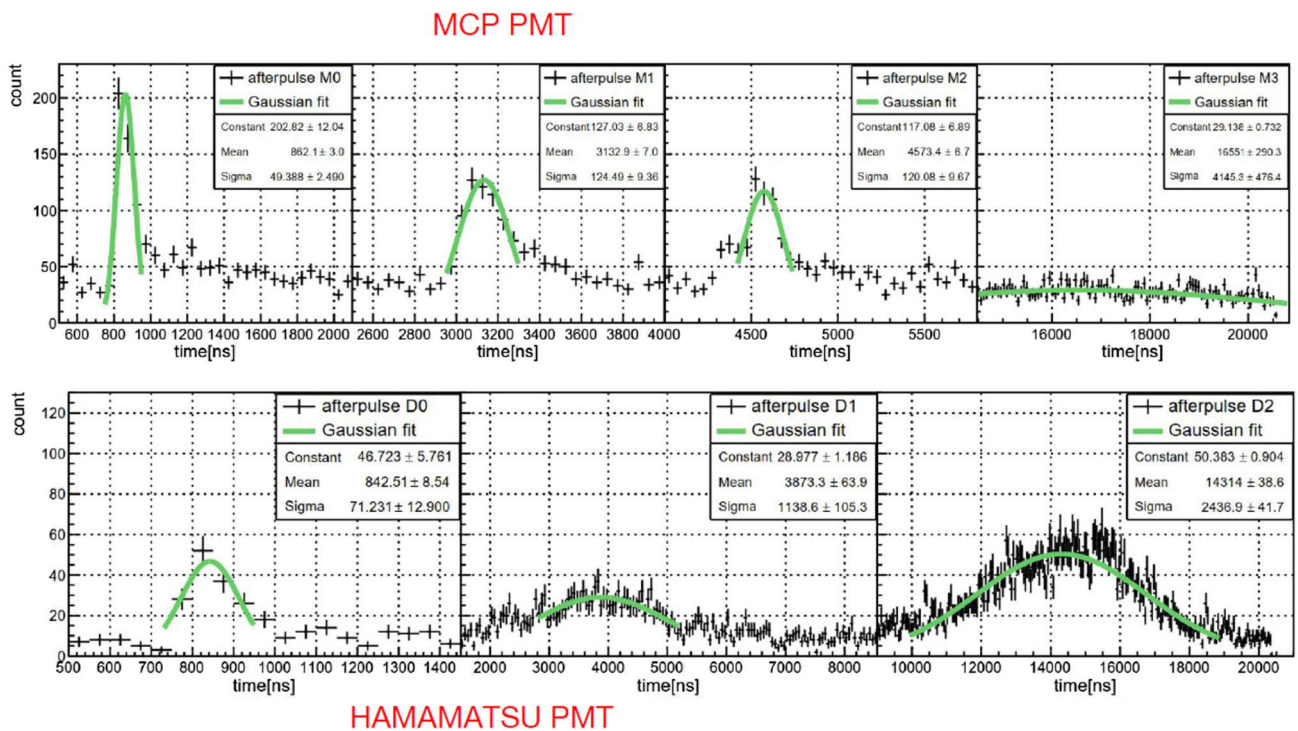 MCP PMT
count
200
150
100
50
0
afterpulse M0
Gaussian fit
Constant 202.82 ± 12.04
Mean 862.1 ± 3.0
Sigma 49.388 ± 2.490
600 800 1000 1200 1400 1600 1800 2000
time[ns]
afterpulse M1
Gaussian fit
Constant 127.03 ± 6.83
Mean 3132.9 ± 7.0
Sigma 124.49 ± 9.36
2600 2800 3000 3200 3400 3600 3800 4000
time[ns]
afterpulse M2
Gaussian fit
Constant 117.08 ± 6.89
Mean 4573.4 ± 6.7
Sigma 120.08 ± 9.67
4500 5000 5500
time[ns]
afterpulse M3
Gaussian fit
Constant 29.138 ± 0.732
Mean 16551 ± 290.3
Sigma 4145.3 ± 476.4
16000 18000 20000
time[ns]
count
120
100
80
60
40
20
0
afterpulse D0
Gaussian fit
Constant 46.723 ± 5.761
Mean 842.51 ± 8.54
Sigma 71.231 ± 12.900
500 600 700 800 900 1000 1100 1200 1300 1400
time[ns]
afterpulse D1
Gaussian fit
Constant 28.977 ± 1.186
Mean 3873.3 ± 63.9
Sigma 1138.6 ± 105.3
2000 3000 4000 5000 6000 7000 8000
time[ns]
afterpulse D2
Gaussian fit
Constant 50.383 ± 0.904
Mean 14314 ± 38.6
Sigma 2436.9 ± 41.7
10000 12000 14000 16000 18000 20000
time[ns]
HAMAMATSU PMT